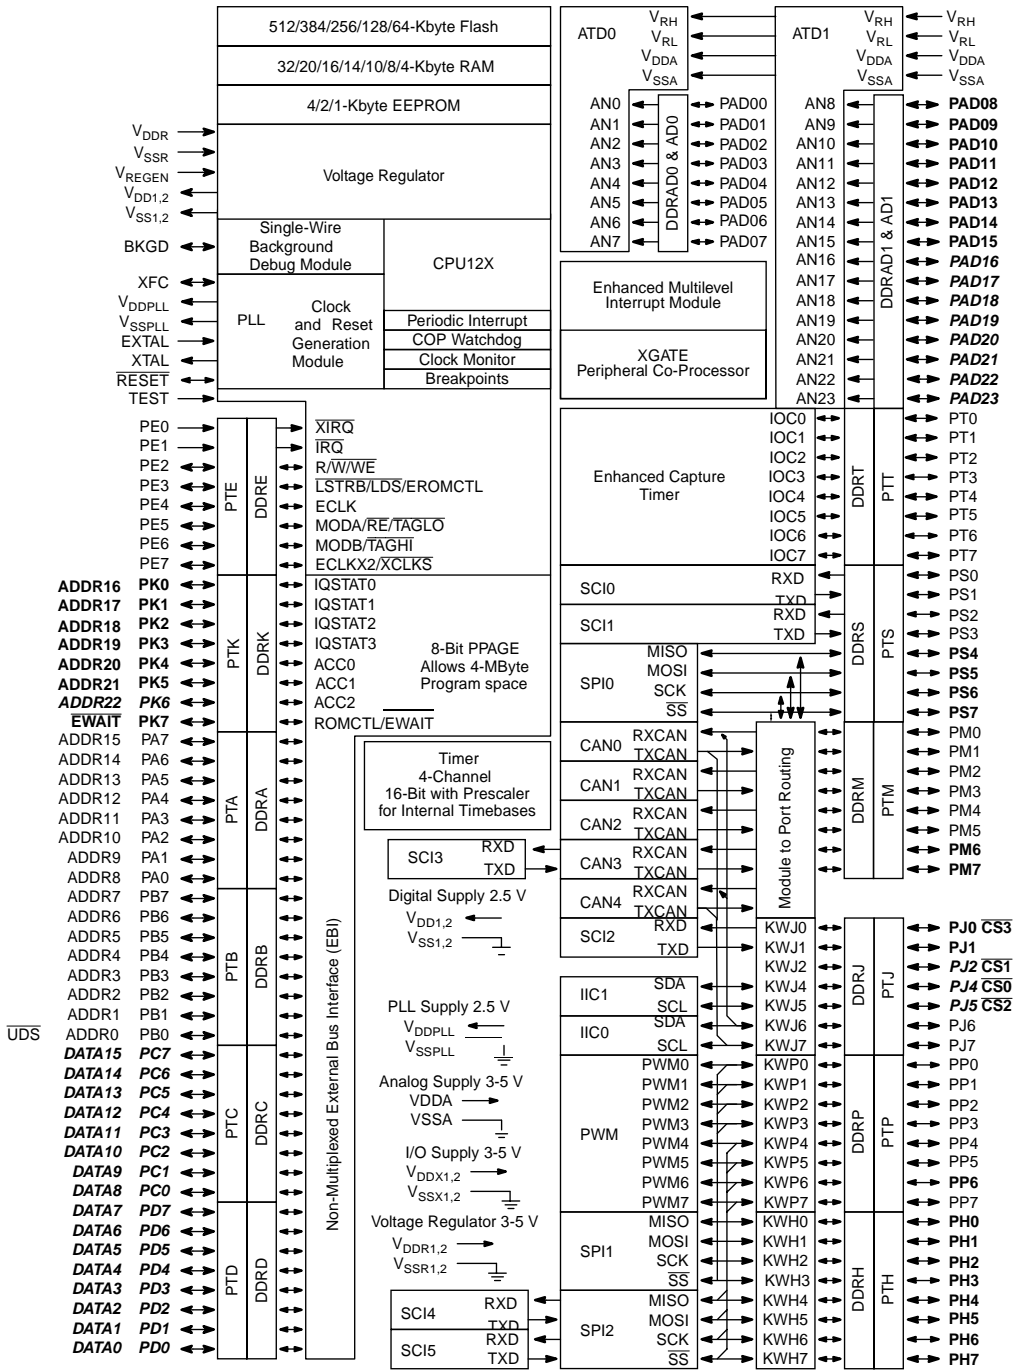 512/384/256/128/64-Kbyte Flash
32/20/16/14/10/8/4-Kbyte RAM
4/2/1-Kbyte EEPROM
VDDR
VSSR
VREGEN
VDD1,2
VSS1,2
Voltage Regulator
BKGD
Single-Wire
Background
Debug Module
CPU12X
XFC
VDDPLL
VSSPLL
EXTAL
XTAL
RESET
TEST
PLL
Clock
and Reset
Generation
Module
Periodic Interrupt
COP Watchdog
Clock Monitor
Breakpoints
PE0
PE1
PE2
PE3
PE4
PE5
PE6
PE7
PTE
DDRE
XIRQ
IRQ
R/W/WE
LSTRB/LDS/EROMCTL
ECLK
MODA/RE/TAGLO
MODB/TAGHI
ECLKX2/XCLKS
ADDR16 PK0
ADDR17 PK1
ADDR18 PK2
ADDR19 PK3
ADDR20 PK4
ADDR21 PK5
ADDR22 PK6
EWAIT PK7
PTK
DDRK
IQSTAT0
IQSTAT1
IQSTAT2
IQSTAT3
ACC0
ACC1
ACC2
ROMCTL/EWAIT
8-Bit PPAGE
Allows 4-MByte
Program space
ADDR15 PA7
ADDR14 PA6
ADDR13 PA5
ADDR12 PA4
ADDR11 PA3
ADDR10 PA2
ADDR9 PA1
ADDR8 PA0
PTA
DDRA
ADDR7 PB7
ADDR6 PB6
ADDR5 PB5
ADDR4 PB4
ADDR3 PB3
ADDR2 PB2
ADDR1 PB1
UDS ADDR0 PB0
PTB
DDRB
DATA15 PC7
DATA14 PC6
DATA13 PC5
DATA12 PC4
DATA11 PC3
DATA10 PC2
DATA9 PC1
DATA8 PC0
PTC
DDRC
DATA7 PD7
DATA6 PD6
DATA5 PD5
DATA4 PD4
DATA3 PD3
DATA2 PD2
DATA1 PD1
DATA0 PD0
PTD
DDRD
Non-Multiplexed External Bus Interface (EBI)
Timer
4-Channel
16-Bit with Prescaler
for Internal Timebases
SCI3
RXD
TXD
Digital Supply 2.5 V
VDD1,2
VSS1,2
PLL Supply 2.5 V
VDDPLL
VSSPLL
Analog Supply 3-5 V
VDDA
VSSA
I/O Supply 3-5 V
VDDX1,2
VSSX1,2
Voltage Regulator 3-5 V
VDDR1,2
VSSR1,2
SCI4
RXD
TXD
SCI5
RXD
TXD
ATD0
VRH
VRL
VDDA
VSSA
AN0
AN1
AN2
AN3
AN4
AN5
AN6
AN7
DDRAD0 & AD0
PAD00
PAD01
PAD02
PAD03
PAD04
PAD05
PAD06
PAD07
ATD1
VRH VRH
VRL VRL
VDDA VDDA
VSSA VSSA
AN8
AN9
AN10
AN11
AN12
AN13
AN14
AN15
AN16
AN17
AN18
AN19
AN20
AN21
AN22
AN23
DDRAD1 & AD1
PAD08
PAD09
PAD10
PAD11
PAD12
PAD13
PAD14
PAD15
PAD16
PAD17
PAD18
PAD19
PAD20
PAD21
PAD22
PAD23
Enhanced Multilevel
Interrupt Module
XGATE
Peripheral Co-Processor
Enhanced Capture
Timer
IOC0
IOC1
IOC2
IOC3
IOC4
IOC5
IOC6
IOC7
DDRT
PTT
PT0
PT1
PT2
PT3
PT4
PT5
PT6
PT7
SCI0
RXD
TXD
SCI1
RXD
TXD
SPI0
MISO
MOSI
SCK
SS
DDRS
PTS
PS0
PS1
PS2
PS3
PS4
PS5
PS6
PS7
CAN0
RXCAN
TXCAN
CAN1
RXCAN
TXCAN
CAN2
RXCAN
TXCAN
CAN3
RXCAN
TXCAN
CAN4
RXCAN
TXCAN
Module to Port Routing
DDRM
PTM
PM0
PM1
PM2
PM3
PM4
PM5
PM6
PM7
SCI2
RXD
TXD
IIC1
SDA
SCL
IIC0
SDA
SCL
KWJ0
KWJ1
KWJ2
KWJ4
KWJ5
KWJ6
KWJ7
DDRJ
PTJ
PJ0 CS3
PJ1
PJ2 CS1
PJ4 CS0
PJ5 CS2
PJ6
PJ7
PWM
PWM0
PWM1
PWM2
PWM3
PWM4
PWM5
PWM6
PWM7
KWP0
KWP1
KWP2
KWP3
KWP4
KWP5
KWP6
KWP7
DDRP
PTP
PP0
PP1
PP2
PP3
PP4
PP5
PP6
PP7
SPI1
MISO
MOSI
SCK
SS
SPI2
MISO
MOSI
SCK
SS
KWH0
KWH1
KWH2
KWH3
KWH4
KWH5
KWH6
KWH7
DDRH
PTH
PH0
PH1
PH2
PH3
PH4
PH5
PH6
PH7